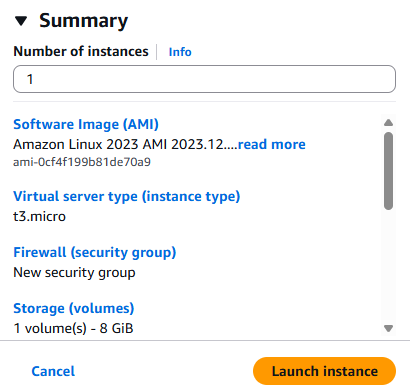 Summary
Number of instances Info
1
Software Image (AMI)
Amazon Linux 2023 AMI 2023.12....read more
ami-0cf4f199b81de70a9
Virtual server type (instance type)
t3.micro
Firewall (security group)
New security group
Storage (volumes)
1 volume(s) - 8 GiB
Cancel Launch instance